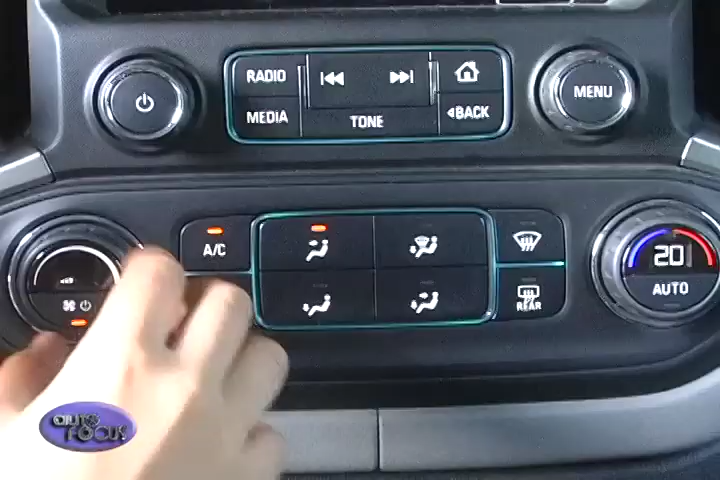 RADIO
MEDIA
TONE
◄BACK
MENU
A/C
REAR
20
AUTO
AUTO
FOCUS